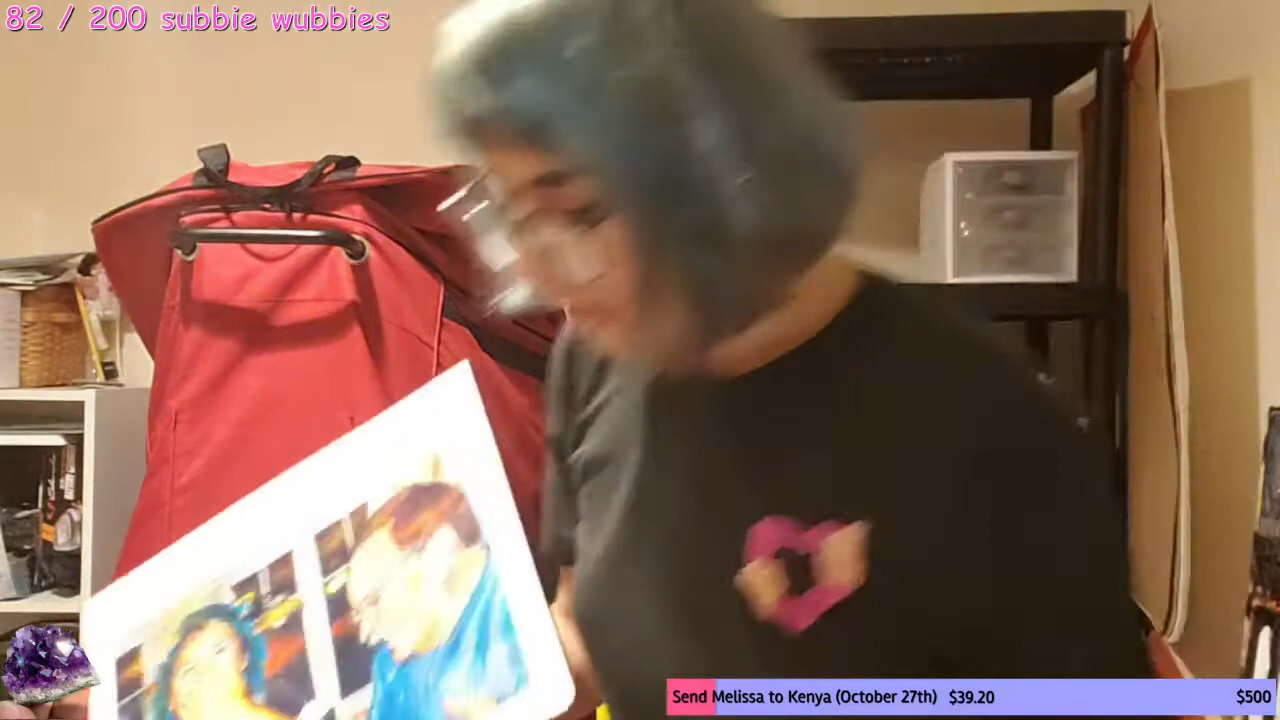 82 / 200 subbie wubbies
Send Melissa to Kenya (October 27th) $39.20 $500